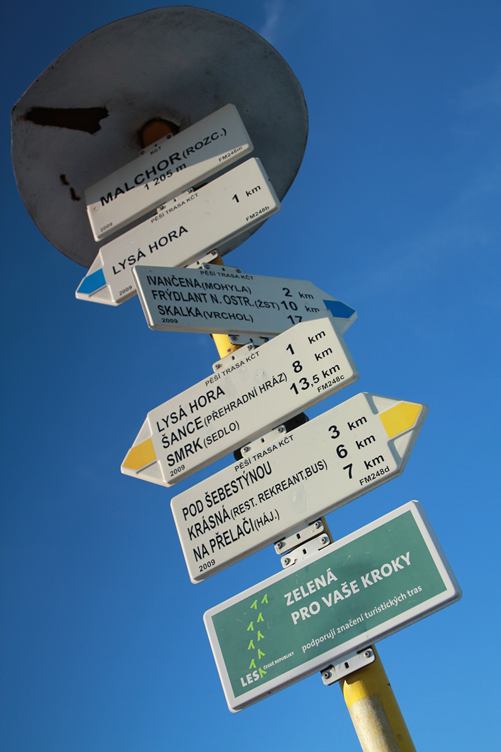 KČT
MALCHOR (ROZC.)
1 205 m
2009
PĚŠÍ TRASA KČT
LYSÁ HORA 1 km
2009 FM248b
PĚŠÍ TRASA KČT
IVANČENA (MOHYLA) 2 km
FRÝDLANT N. OSTR. (ŽST) 10 km
SKALKA (VRCHOL) 17
2009
PĚŠÍ TRASA KČT
LYSÁ HORA 1 km
ŠANCE (PŘEHRADNÍ HRÁZ) 8 km
SMRK (SEDLO) 13,5 km
2009 FM248c
PĚŠÍ TRASA KČT
POD ŠEBESTÝNOU 3 km
KRÁSNÁ (REST. REKREANT,BUS) 6 km
NA PŘELAČI (HÁJ.) 7 km
2009 FM248d
ZELENÁ
PRO VAŠE KROKY
podporují značení turistických tras
LESY ČESKÉ REPUBLIKY